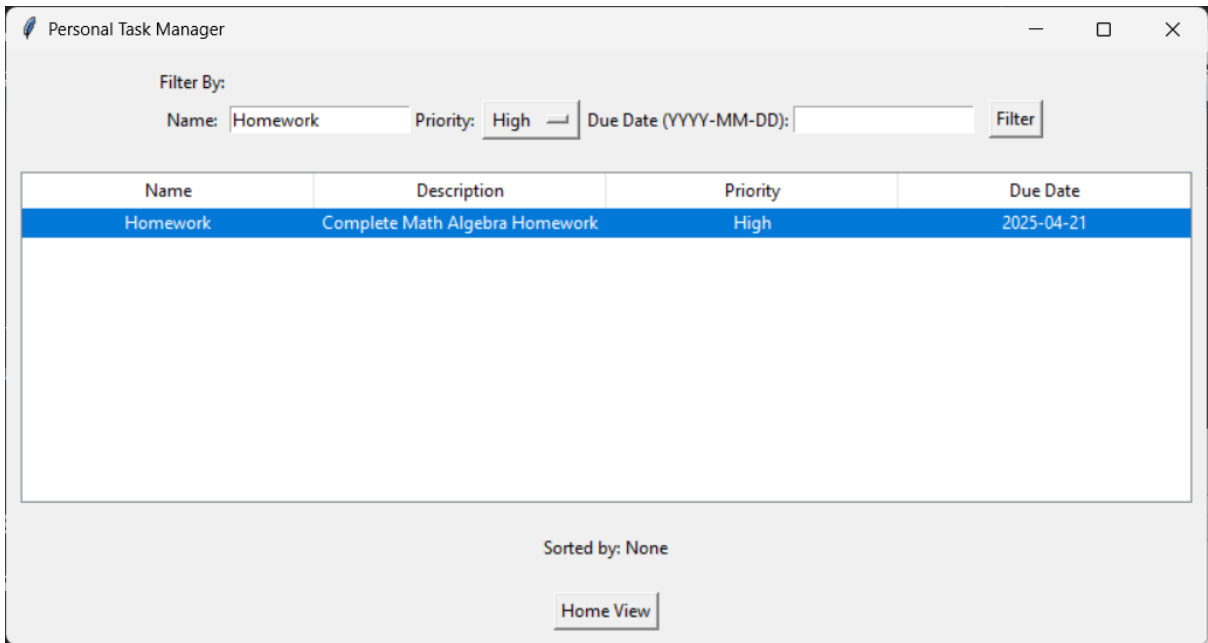 Personal Task Manager
Filter By:
Name: Homework Priority: High Due Date (YYYY-MM-DD): Filter
Name Description Priority Due Date
Homework Complete Math Algebra Homework High 2025-04-21
Sorted by: None
Home View